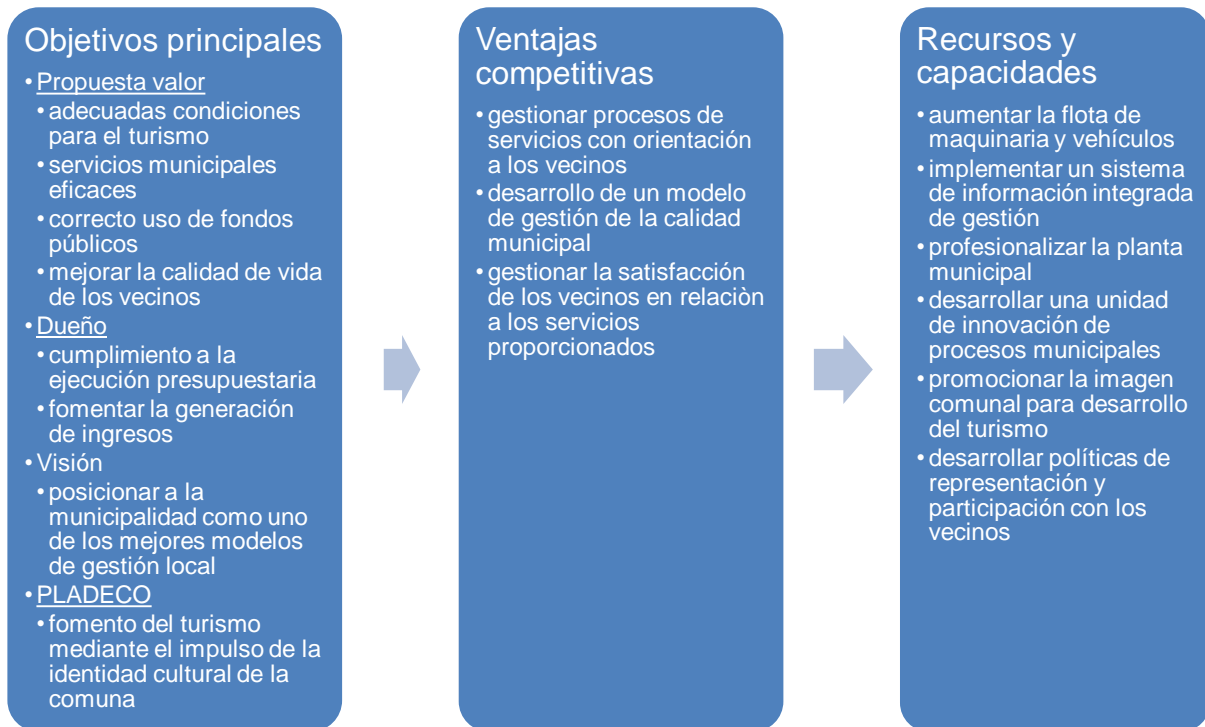 Objetivos principales
• Propuesta valor
• adecuadas condiciones
para el turismo
• servicios municipales
eficaces
• correcto uso de fondos
públicos
• mejorar la calidad de vida
de los vecinos
• Dueño
• cumplimiento a la
ejecución presupuestaria
• fomentar la generación
de ingresos
• Visión
• posicionar a la
municipalidad como uno
de los mejores modelos
de gestión local
• PLADECO
• fomento del turismo
mediante el impulso de la
identidad cultural de la
comuna
Ventajas
competitivas
• gestionar procesos de
servicios con orientación
a los vecinos
• desarrollo de un modelo
de gestión de la calidad
municipal
• gestionar la satisfacción
de los vecinos en relaciòn
a los servicios
proporcionados
Recursos y
capacidades
• aumentar la flota de
maquinaria y vehículos
• implementar un sistema
de información integrada
de gestión
• profesionalizar la planta
municipal
• desarrollar una unidad
de innovación de
procesos municipales
• promocionar la imagen
comunal para desarrollo
del turismo
• desarrollar políticas de
representación y
participación con los
vecinos